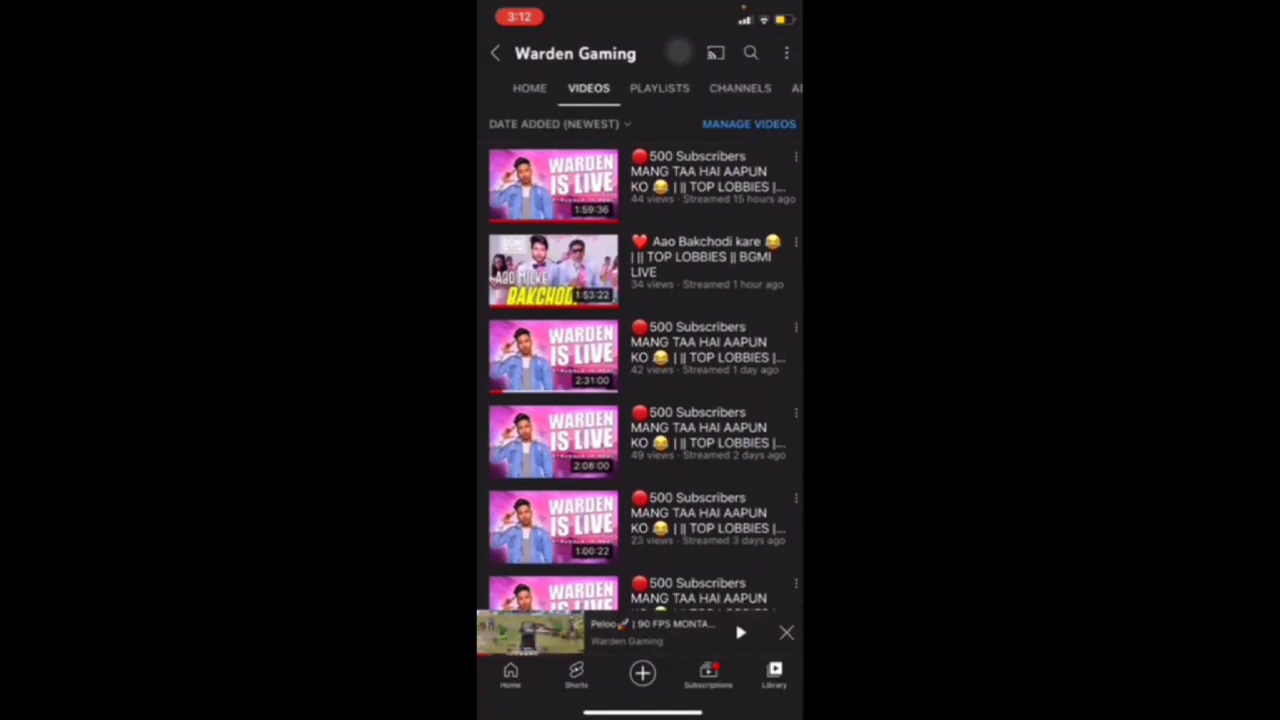 3:12
Warden Gaming
HOME VIDEOS PLAYLISTS CHANNELS
DATE ADDED (NEWEST) MANAGE VIDEOS
WARDEN
IS LIVE
1:59:36
🔴500 Subscribers
MANG TAA HAI AAPUN
KO 😂 | || TOP LOBBIES |...
44 views · Streamed 15 hours ago
AAO MILKE
BAKCHOD
1:53:22
❤️ Aao Bakchodi kare 😂
| || TOP LOBBIES || BGMI
LIVE
34 views · Streamed 1 hour ago
WARDEN
IS LIVE
2:31:00
🔴500 Subscribers
MANG TAA HAI AAPUN
KO 😂 | || TOP LOBBIES |...
42 views · Streamed 1 day ago
WARDEN
IS LIVE
2:08:00
🔴500 Subscribers
MANG TAA HAI AAPUN
KO 😂 | || TOP LOBBIES |...
49 views · Streamed 2 days ago
WARDEN
IS LIVE
1:00:22
🔴500 Subscribers
MANG TAA HAI AAPUN
KO 😂 | || TOP LOBBIES |...
23 views · Streamed 3 days ago
WARDEN
🔴500 Subscribers
MANG TAA HAI AAPUN
Peloo🚀 | 90 FPS MONTA...
Warden Gaming
Home Shorts Subscriptions Library